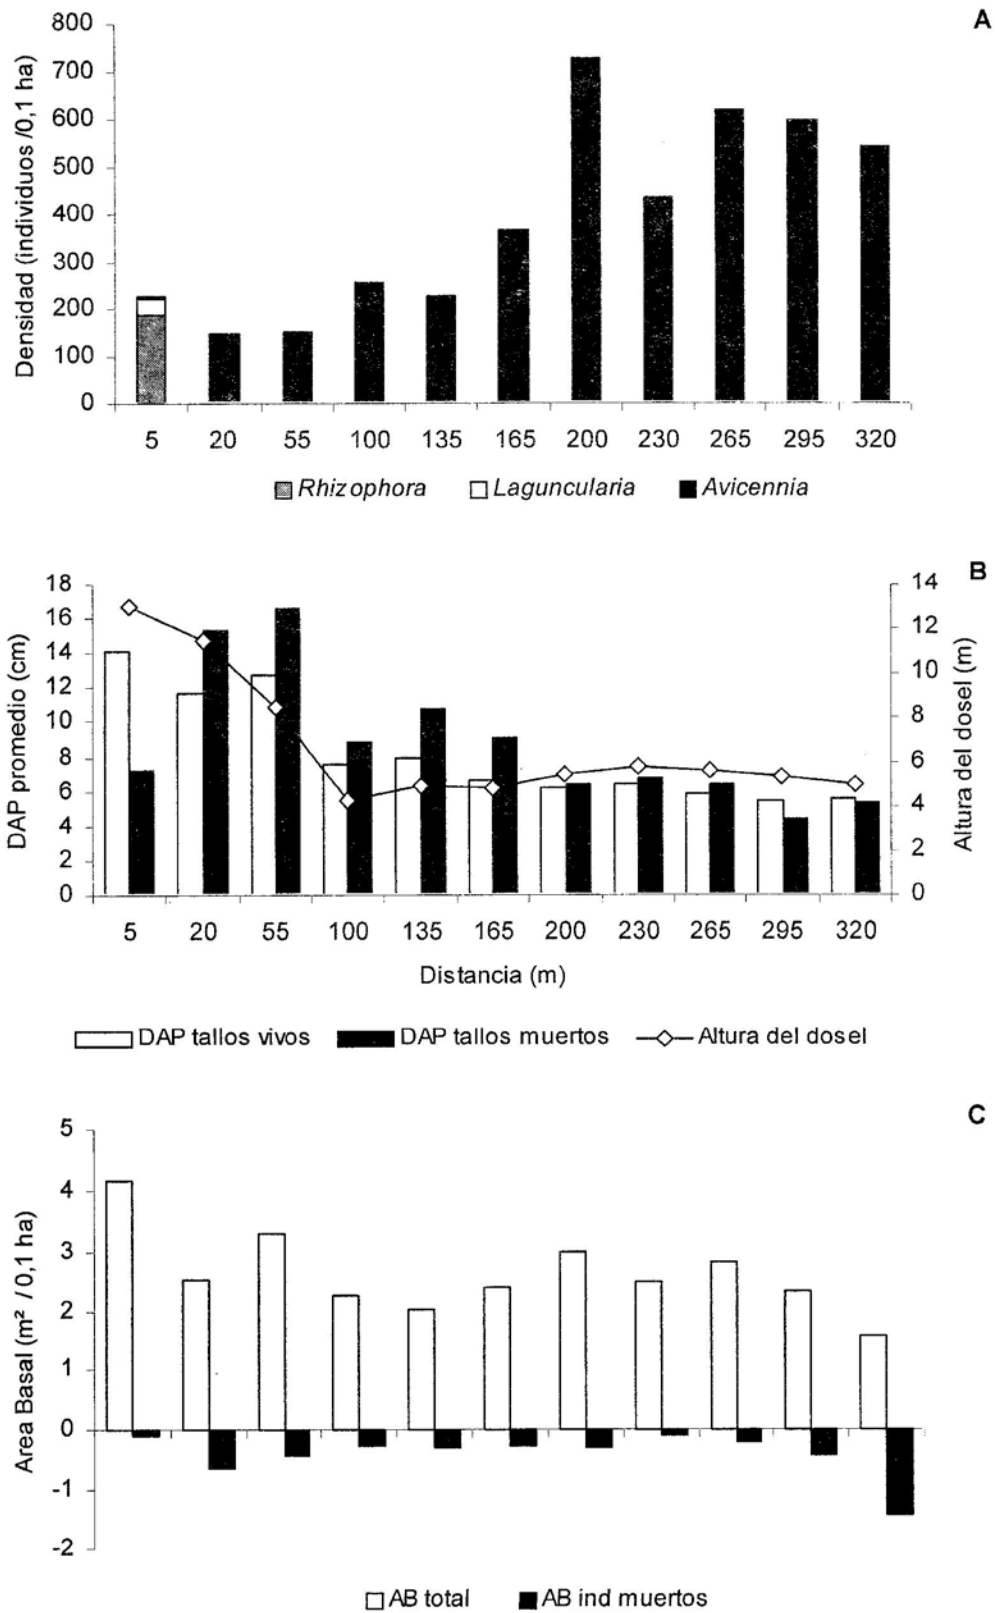 A
Densidad (individuos /0,1 ha)
800
700
600
500
400
300
200
100
0
5 20 55 100 135 165 200 230 265 295 320
Rhizophora Laguncularia Avicennia
B
DAP promedio (cm)
18
16
14
12
10
8
6
4
2
0
Altura del dosel (m)
14
12
10
8
6
4
2
0
5 20 55 100 135 165 200 230 265 295 320
Distancia (m)
DAP tallos vivos DAP tallos muertos Altura del dosel
C
Area Basal (m² / 0,1 ha)
5
4
3
2
1
0
-1
-2
AB total AB ind muertos